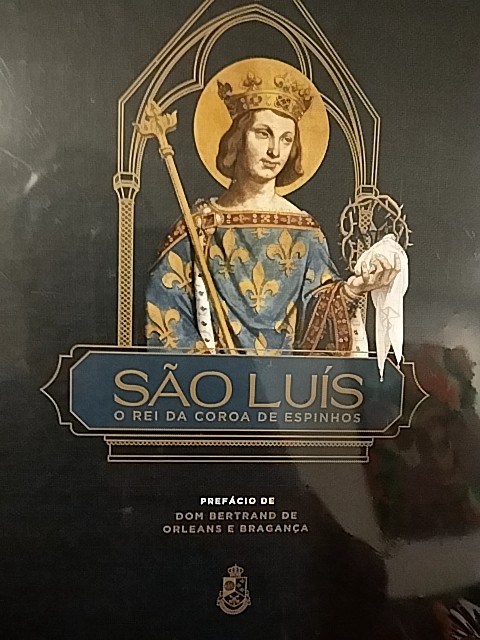 SÃO LUÍS
O REI DA COROA DE ESPINHOS
PREFÁCIO DE
DOM BERTRAND DE
ORLEANS E BRAGANÇA